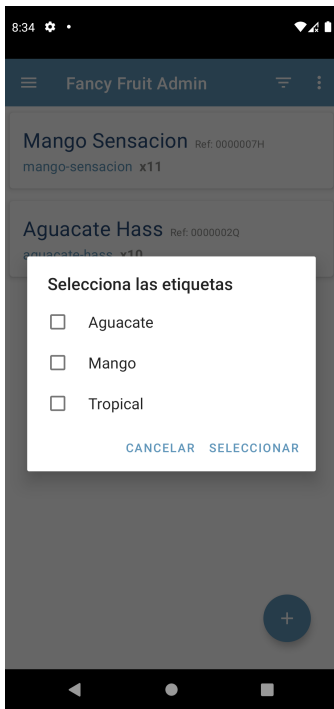 8:34
Fancy Fruit Admin
Mango Sensacion Ref: 0000007H
mango-sensacion x11
Aguacate Hass Ref: 0000002Q
aguacate-hass x10
Selecciona las etiquetas
Aguacate
Mango
Tropical
CANCELAR SELECCIONAR